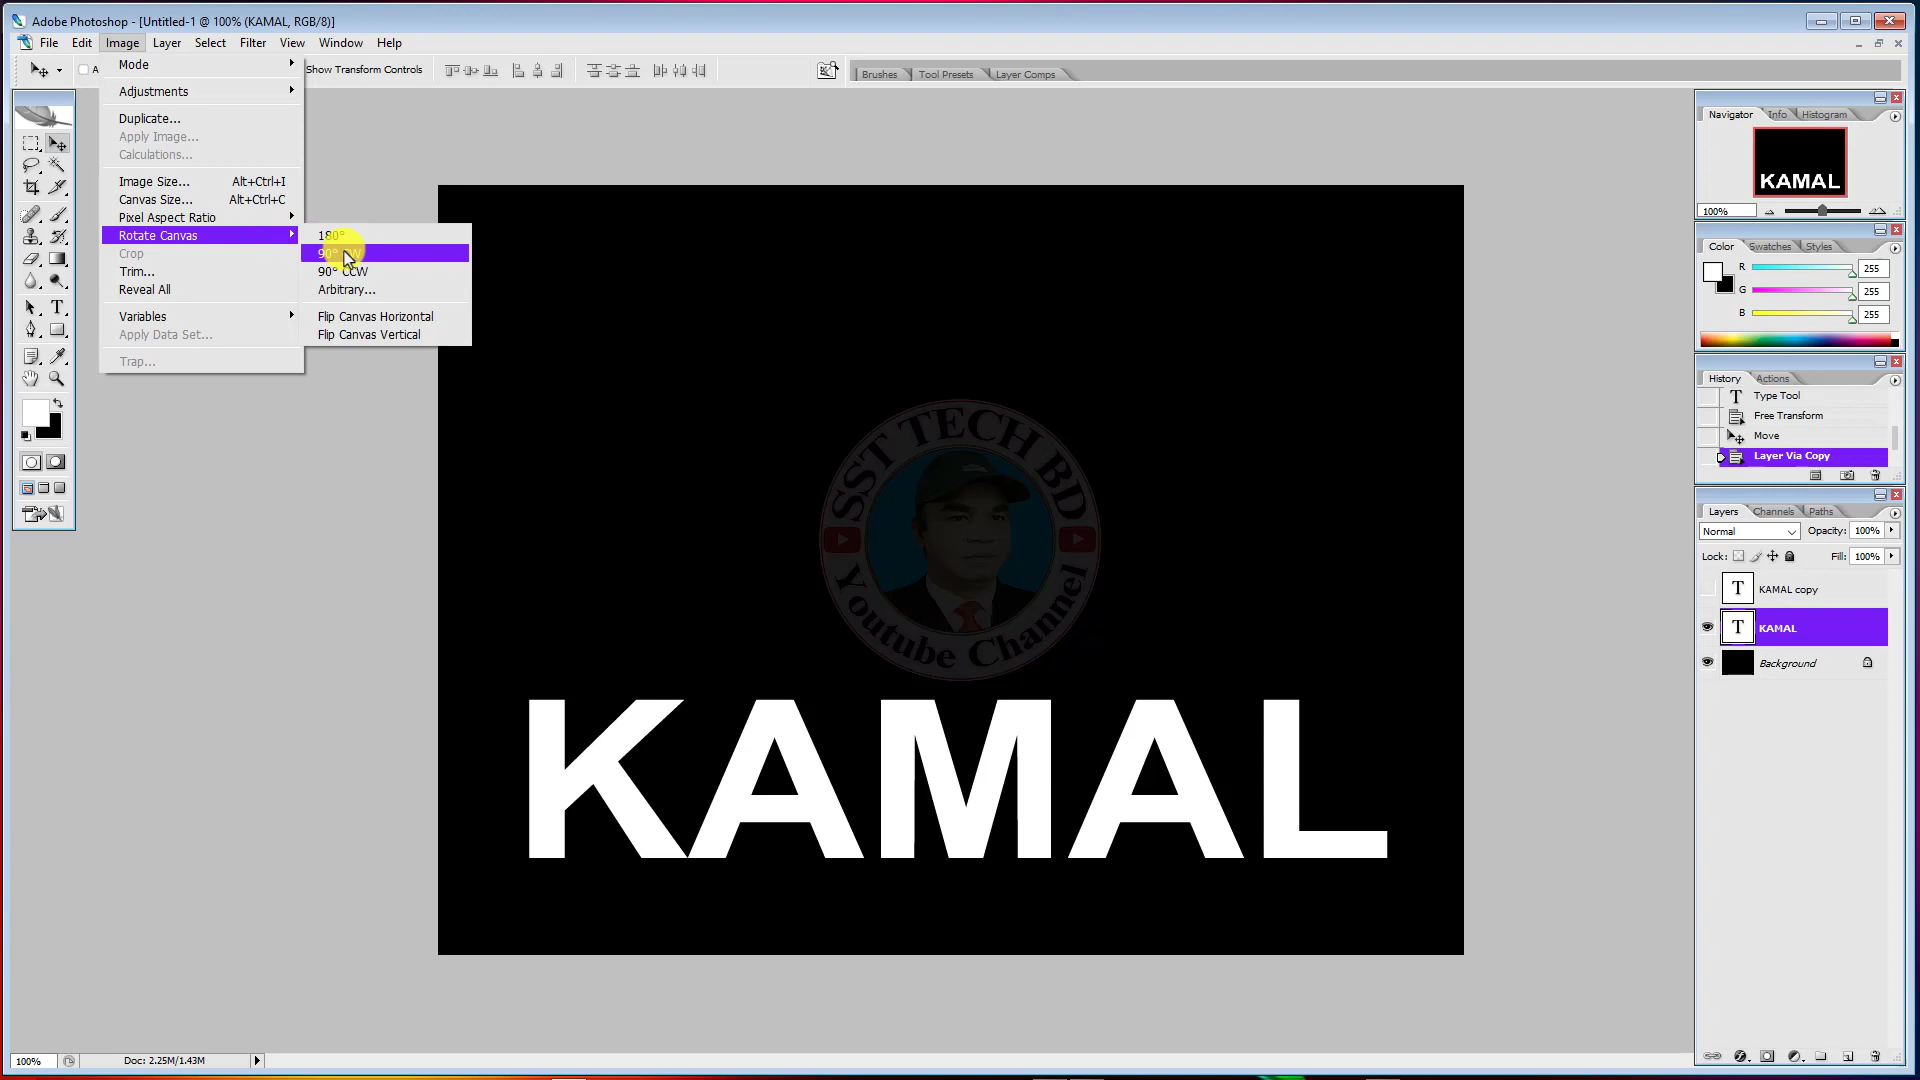 Adobe Photoshop - [Untitled-1 @ 100% (KAMAL, RGB/8)]
File Edit Image Layer Select Filter View Window Help
A
Show Transform Controls
Brushes Tool Presets Layer Comps
Mode
Adjustments
Duplicate...
Apply Image...
Calculations...
Image Size... Alt+Ctrl+I
Canvas Size... Alt+Ctrl+C
Pixel Aspect Ratio
Rotate Canvas
Crop
Trim...
Reveal All
Variables
Apply Data Set...
Trap...
180°
90° CW
90° CCW
Arbitrary...
Flip Canvas Horizontal
Flip Canvas Vertical
SST TECH BD
Youtube Channel
KAMAL
Navigator Info Histogram
KAMAL
100%
Color Swatches Styles
R 255
G 255
B 255
History Actions
Type Tool
Free Transform
Move
Layer Via Copy
Layers Channels Paths
Normal Opacity: 100%
Lock: Fill: 100%
T KAMAL copy
T KAMAL
Background
100% Doc: 2.25M/1.43M